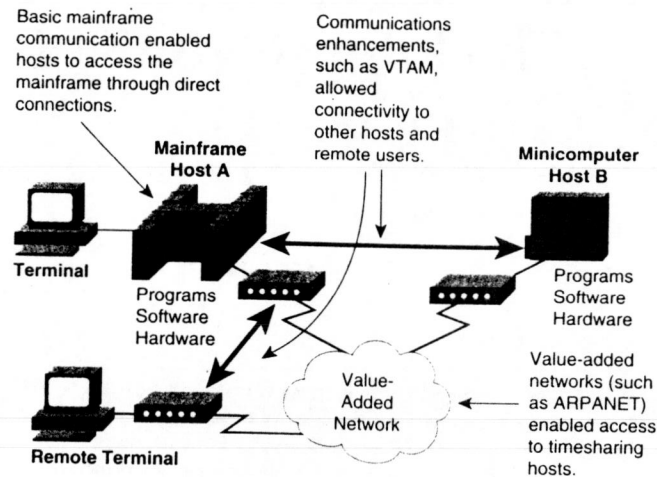 Basic mainframe
communication enabled
hosts to access the
mainframe through direct
connections.
Communications
enhancements,
such as VTAM,
allowed
connectivity to
other hosts and
remote users.
Mainframe
Host A
Minicomputer
Host B
Terminal
Programs
Software
Hardware
Programs
Software
Hardware
Value-
Added
Network
Value-added
networks (such
as ARPANET)
enabled access
to timesharing
hosts.
Remote Terminal